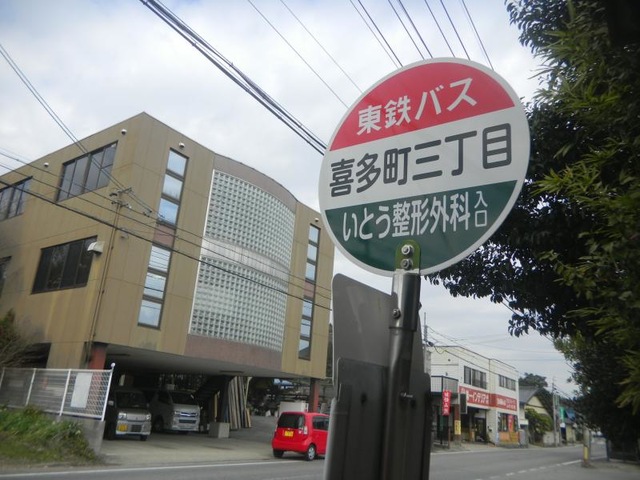 東鉄バス
喜多町三丁目
いとう整形外科入口